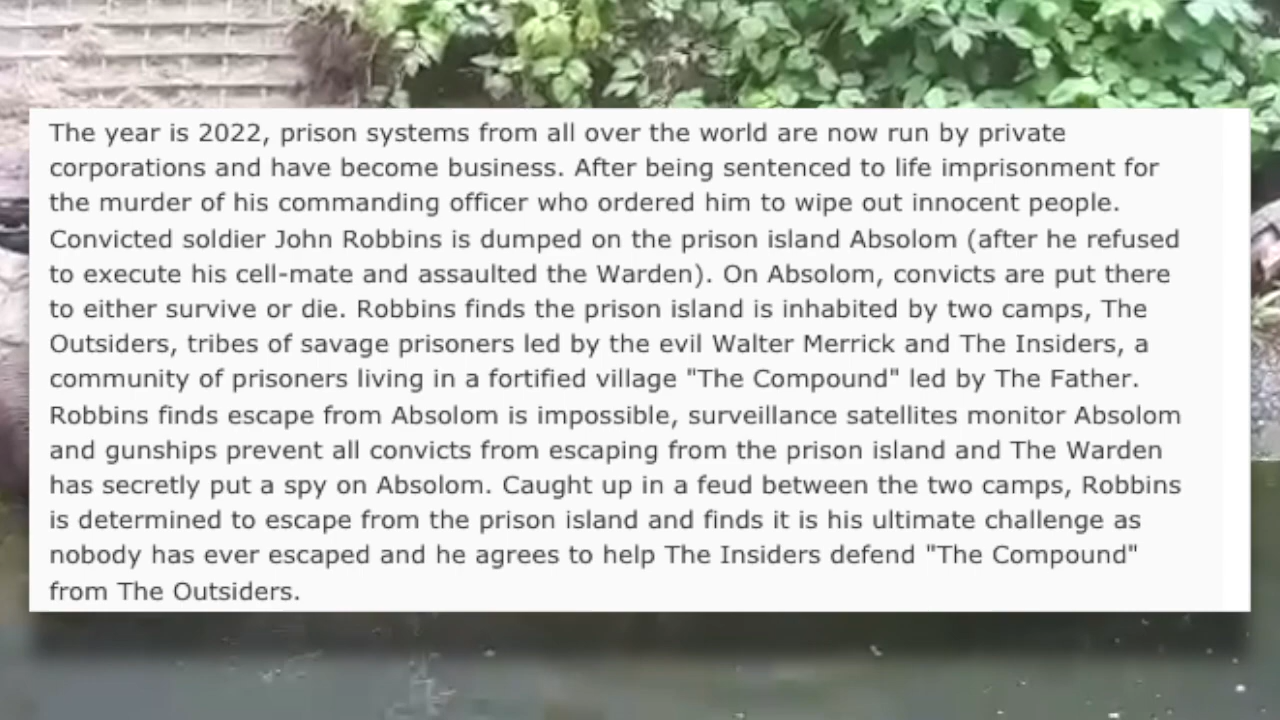 The year is 2022, prison systems from all over the world are now run by private
corporations and have become business. After being sentenced to life imprisonment for
the murder of his commanding officer who ordered him to wipe out innocent people.
Convicted soldier John Robbins is dumped on the prison island Absolom (after he refused
to execute his cell-mate and assaulted the Warden). On Absolom, convicts are put there
to either survive or die. Robbins finds the prison island is inhabited by two camps, The
Outsiders, tribes of savage prisoners led by the evil Walter Merrick and The Insiders, a
community of prisoners living in a fortified village "The Compound" led by The Father.
Robbins finds escape from Absolom is impossible, surveillance satellites monitor Absolom
and gunships prevent all convicts from escaping from the prison island and The Warden
has secretly put a spy on Absolom. Caught up in a feud between the two camps, Robbins
is determined to escape from the prison island and finds it is his ultimate challenge as
nobody has ever escaped and he agrees to help The Insiders defend "The Compound"
from The Outsiders.